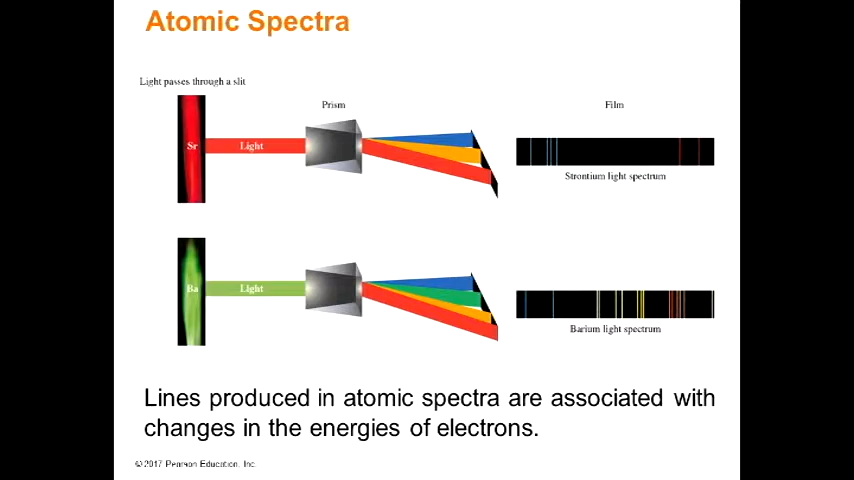 Atomic Spectra
Light passes through a slit
Prism
Film
Sr
Light
Strontium light spectrum
Ba
Light
Barium light spectrum
Lines produced in atomic spectra are associated with
changes in the energies of electrons.
© 2017 Pearson Education, Inc